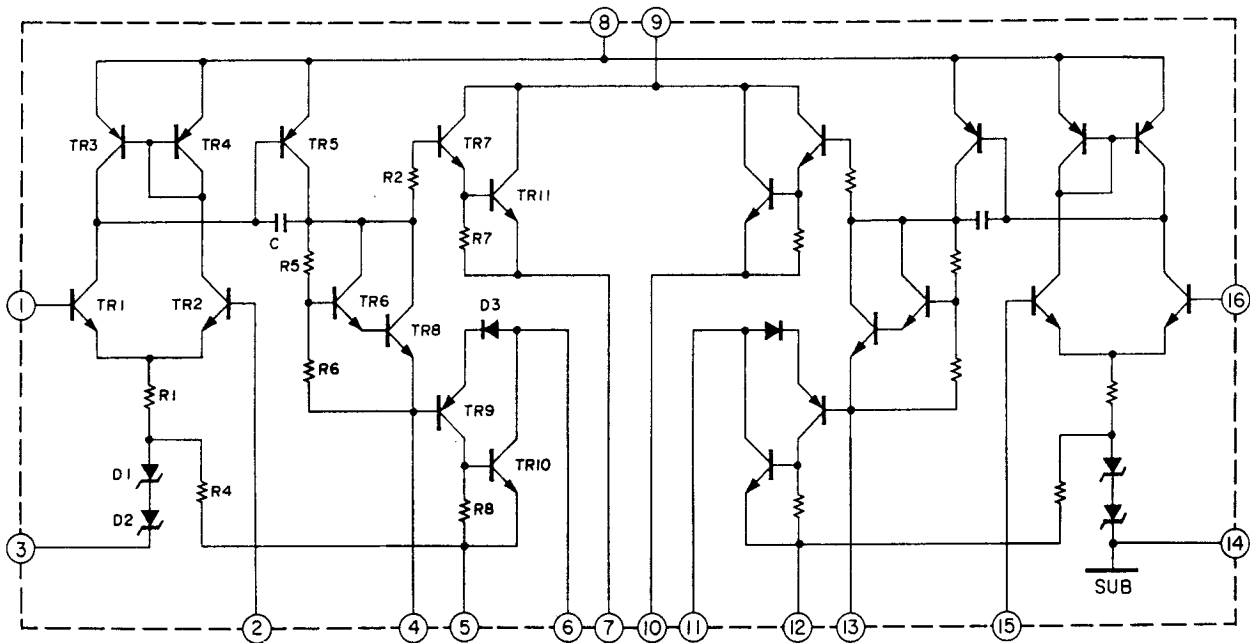 8 9
TR3 TR4 TR5 TR7
R2 TR11
C R7
R5
1 TR1 TR2 TR6 D3 16
TR8
R6
R1 TR9
D1 R4 TR10
D2 R8
3 14
SUB
2 4 5 6 7 10 11 12 13 15